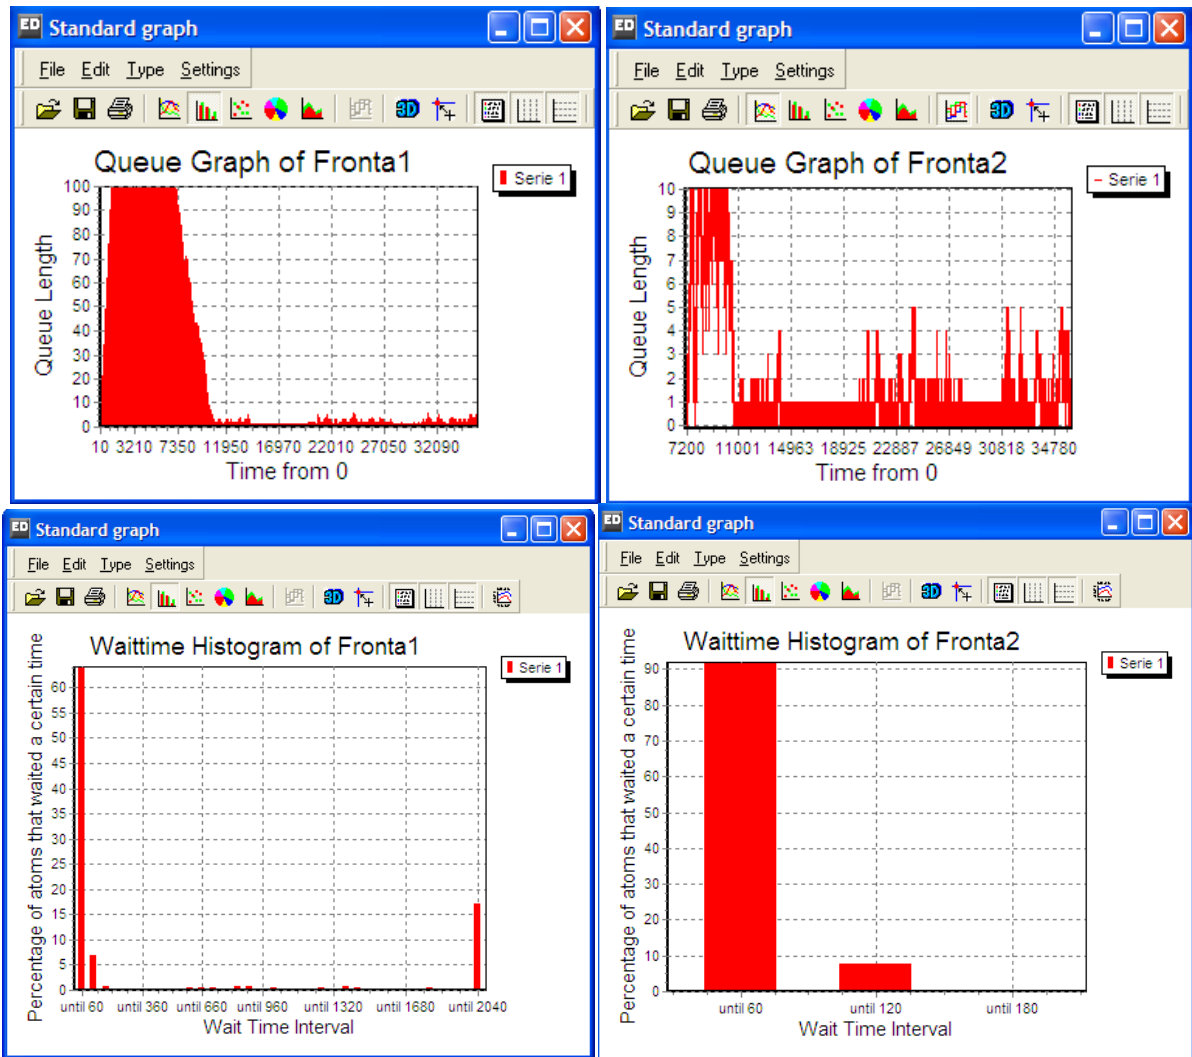 ED Standard graph
File Edit Type Settings
3D
Queue Graph of Fronta1
Serie 1
Queue Length
100
90
80
70
60
50
40
30
20
10
0
10 3210 7350 11950 16970 22010 27050 32090
Time from 0
ED Standard graph
File Edit Type Settings
3D
Queue Graph of Fronta2
Serie 1
Queue Length
10
9
8
7
6
5
4
3
2
1
0
7200 11001 14963 18925 22887 26849 30818 34780
Time from 0
ED Standard graph
File Edit Type Settings
3D
Waittime Histogram of Fronta1
Serie 1
Percentage of atoms that waited a certain time
60
55
50
45
40
35
30
25
20
15
10
5
0
until 60 until 360 until 660 until 960 until 1320 until 1680 until 2040
Wait Time Interval
ED Standard graph
File Edit Type Settings
3D
Waittime Histogram of Fronta2
Serie 1
Percentage of atoms that waited a certain time
90
80
70
60
50
40
30
20
10
0
until 60 until 120 until 180
Wait Time Interval